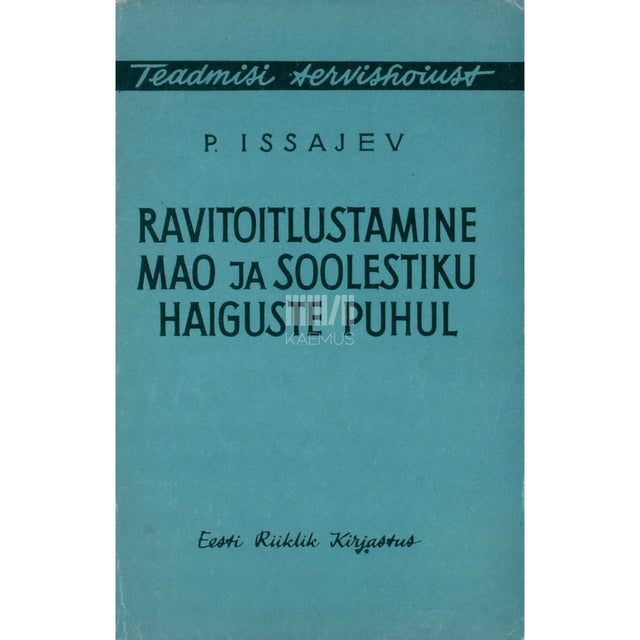 Teadmisi tervishoiust
P. ISSAJEV
RAVITOITLUSTAMINE
MAO JA SOOLESTIKU
HAIGUSTE PUHUL
KAEMUS
Eesti Riiklik Kirjastus